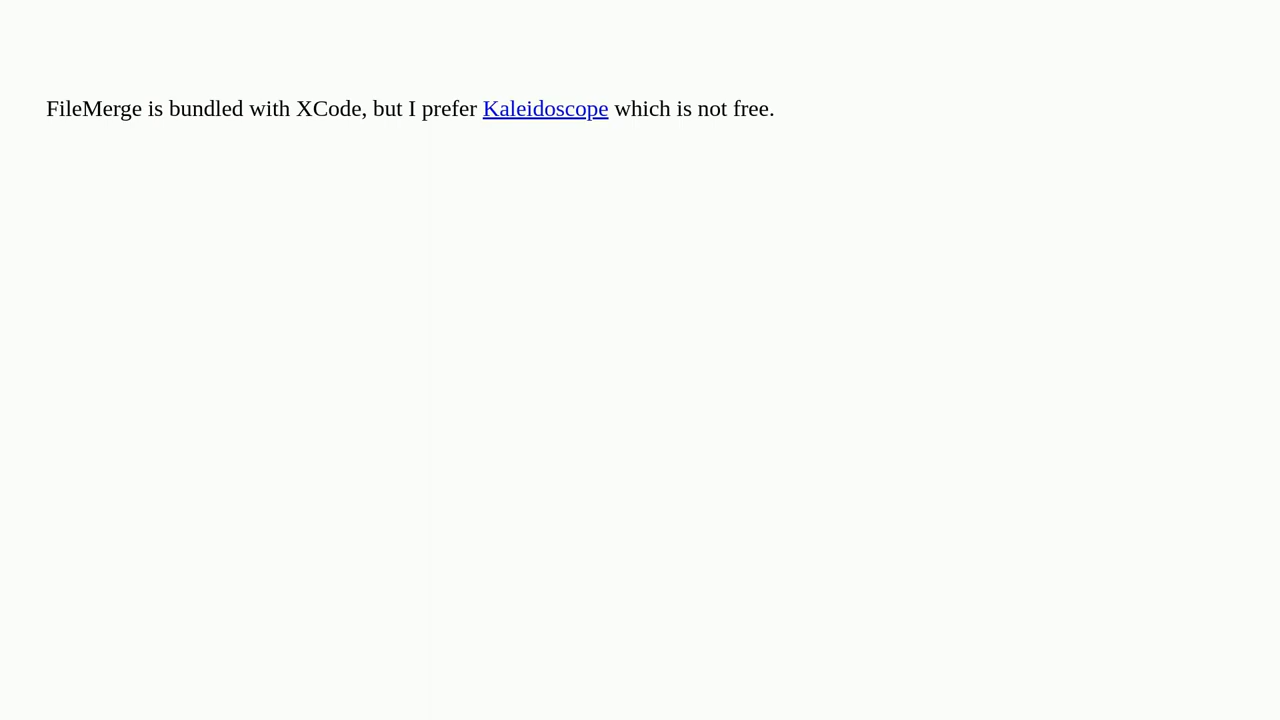 FileMerge is bundled with XCode, but I prefer Kaleidoscope which is not free.